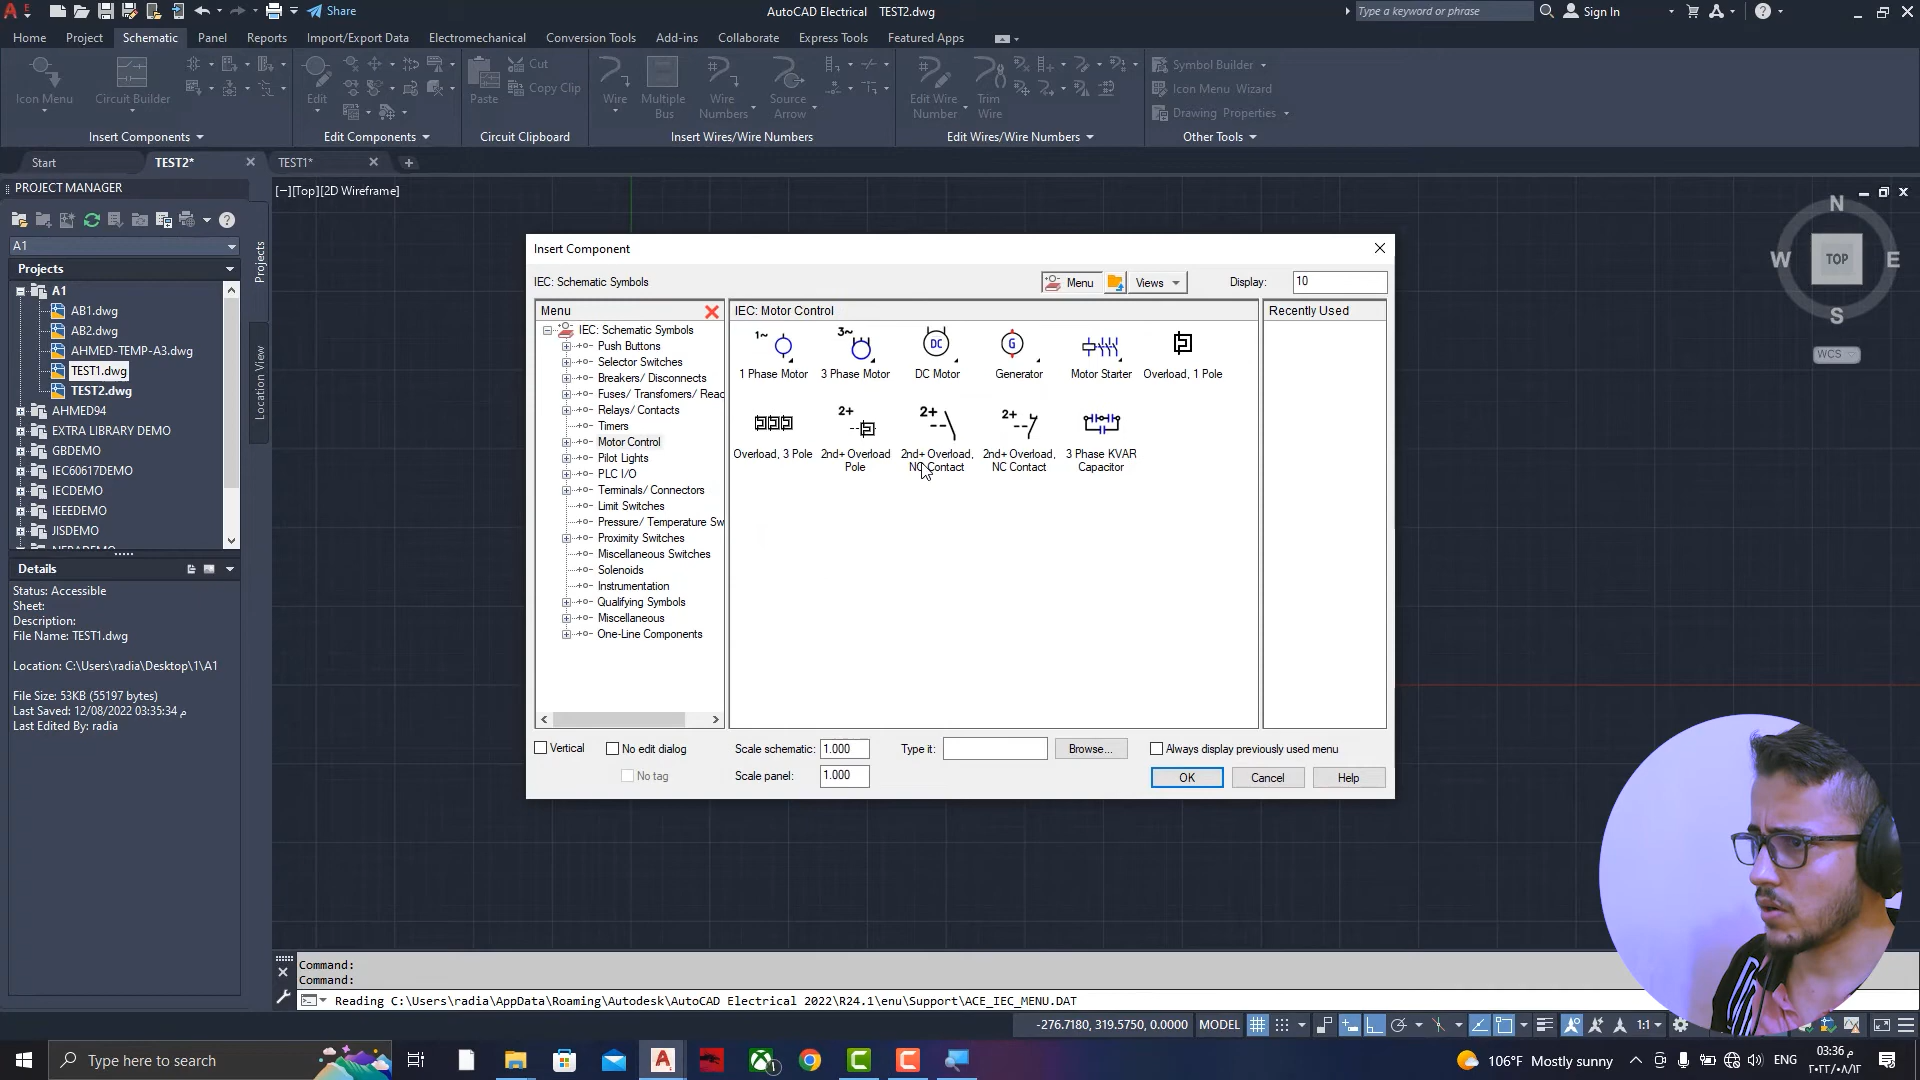 AutoCAD Electrical TEST2.dwg
Share
Type a keyword or phrase
Sign In
Home Project Schematic Panel Reports Import/Export Data Electromechanical Conversion Tools Add-ins Collaborate Express Tools Featured Apps
Icon Menu
Circuit Builder
Edit
Paste
Cut
Copy Clip
Wire
Multiple Bus
Wire Numbers
Source Arrow
Edit Wire Number
Trim Wire
Symbol Builder
Icon Menu Wizard
Drawing Properties
Insert Components
Edit Components
Circuit Clipboard
Insert Wires/Wire Numbers
Edit Wires/Wire Numbers
Other Tools
Start
TEST2*
TEST1*
PROJECT MANAGER
A1
Projects
A1
AB1.dwg
AB2.dwg
AHMED-TEMP-A3.dwg
TEST1.dwg
TEST2.dwg
AHMED94
EXTRA LIBRARY DEMO
GBDEMO
IEC60617DEMO
IECDEMO
IEEEDEMO
JISDEMO
Projects
Location View
Details
Status: Accessible
Sheet:
Description:
File Name: TEST1.dwg
Location: C:\Users\radia\Desktop\1\A1
File Size: 53KB (55197 bytes)
Last Saved: 12/08/2022 03:35:34 م
Last Edited By: radia
[−][Top][2D Wireframe]
N
W
TOP
E
S
WCS
Insert Component
IEC: Schematic Symbols
Menu
Views
Display:
10
Menu
IEC: Schematic Symbols
Push Buttons
Selector Switches
Breakers/ Disconnects
Fuses/ Transfomers/ Reac
Relays/ Contacts
Timers
Motor Control
Pilot Lights
PLC I/O
Terminals/ Connectors
Limit Switches
Pressure/ Temperature Sw
Proximity Switches
Miscellaneous Switches
Solenoids
Instrumentation
Qualifying Symbols
Miscellaneous
One-Line Components
IEC: Motor Control
1~
3~
DC
G
1 Phase Motor
3 Phase Motor
DC Motor
Generator
Motor Starter
Overload, 1 Pole
2+
2+
2+
Overload, 3 Pole
2nd+ Overload Pole
2nd+ Overload, NO Contact
2nd+ Overload, NC Contact
3 Phase KVAR Capacitor
Recently Used
Vertical
No edit dialog
No tag
Scale schematic:
1.000
Scale panel:
1.000
Type it:
Browse...
Always display previously used menu
OK
Cancel
Help
Command:
Command:
Reading C:\Users\radia\AppData\Roaming\Autodesk\AutoCAD Electrical 2022\R24.1\enu\Support\ACE_IEC_MENU.DAT
-276.7180, 319.5750, 0.0000
MODEL
1:1
Type here to search
106°F Mostly sunny
ENG
03:36 م
٢٠٢٢/٠٨/١٢